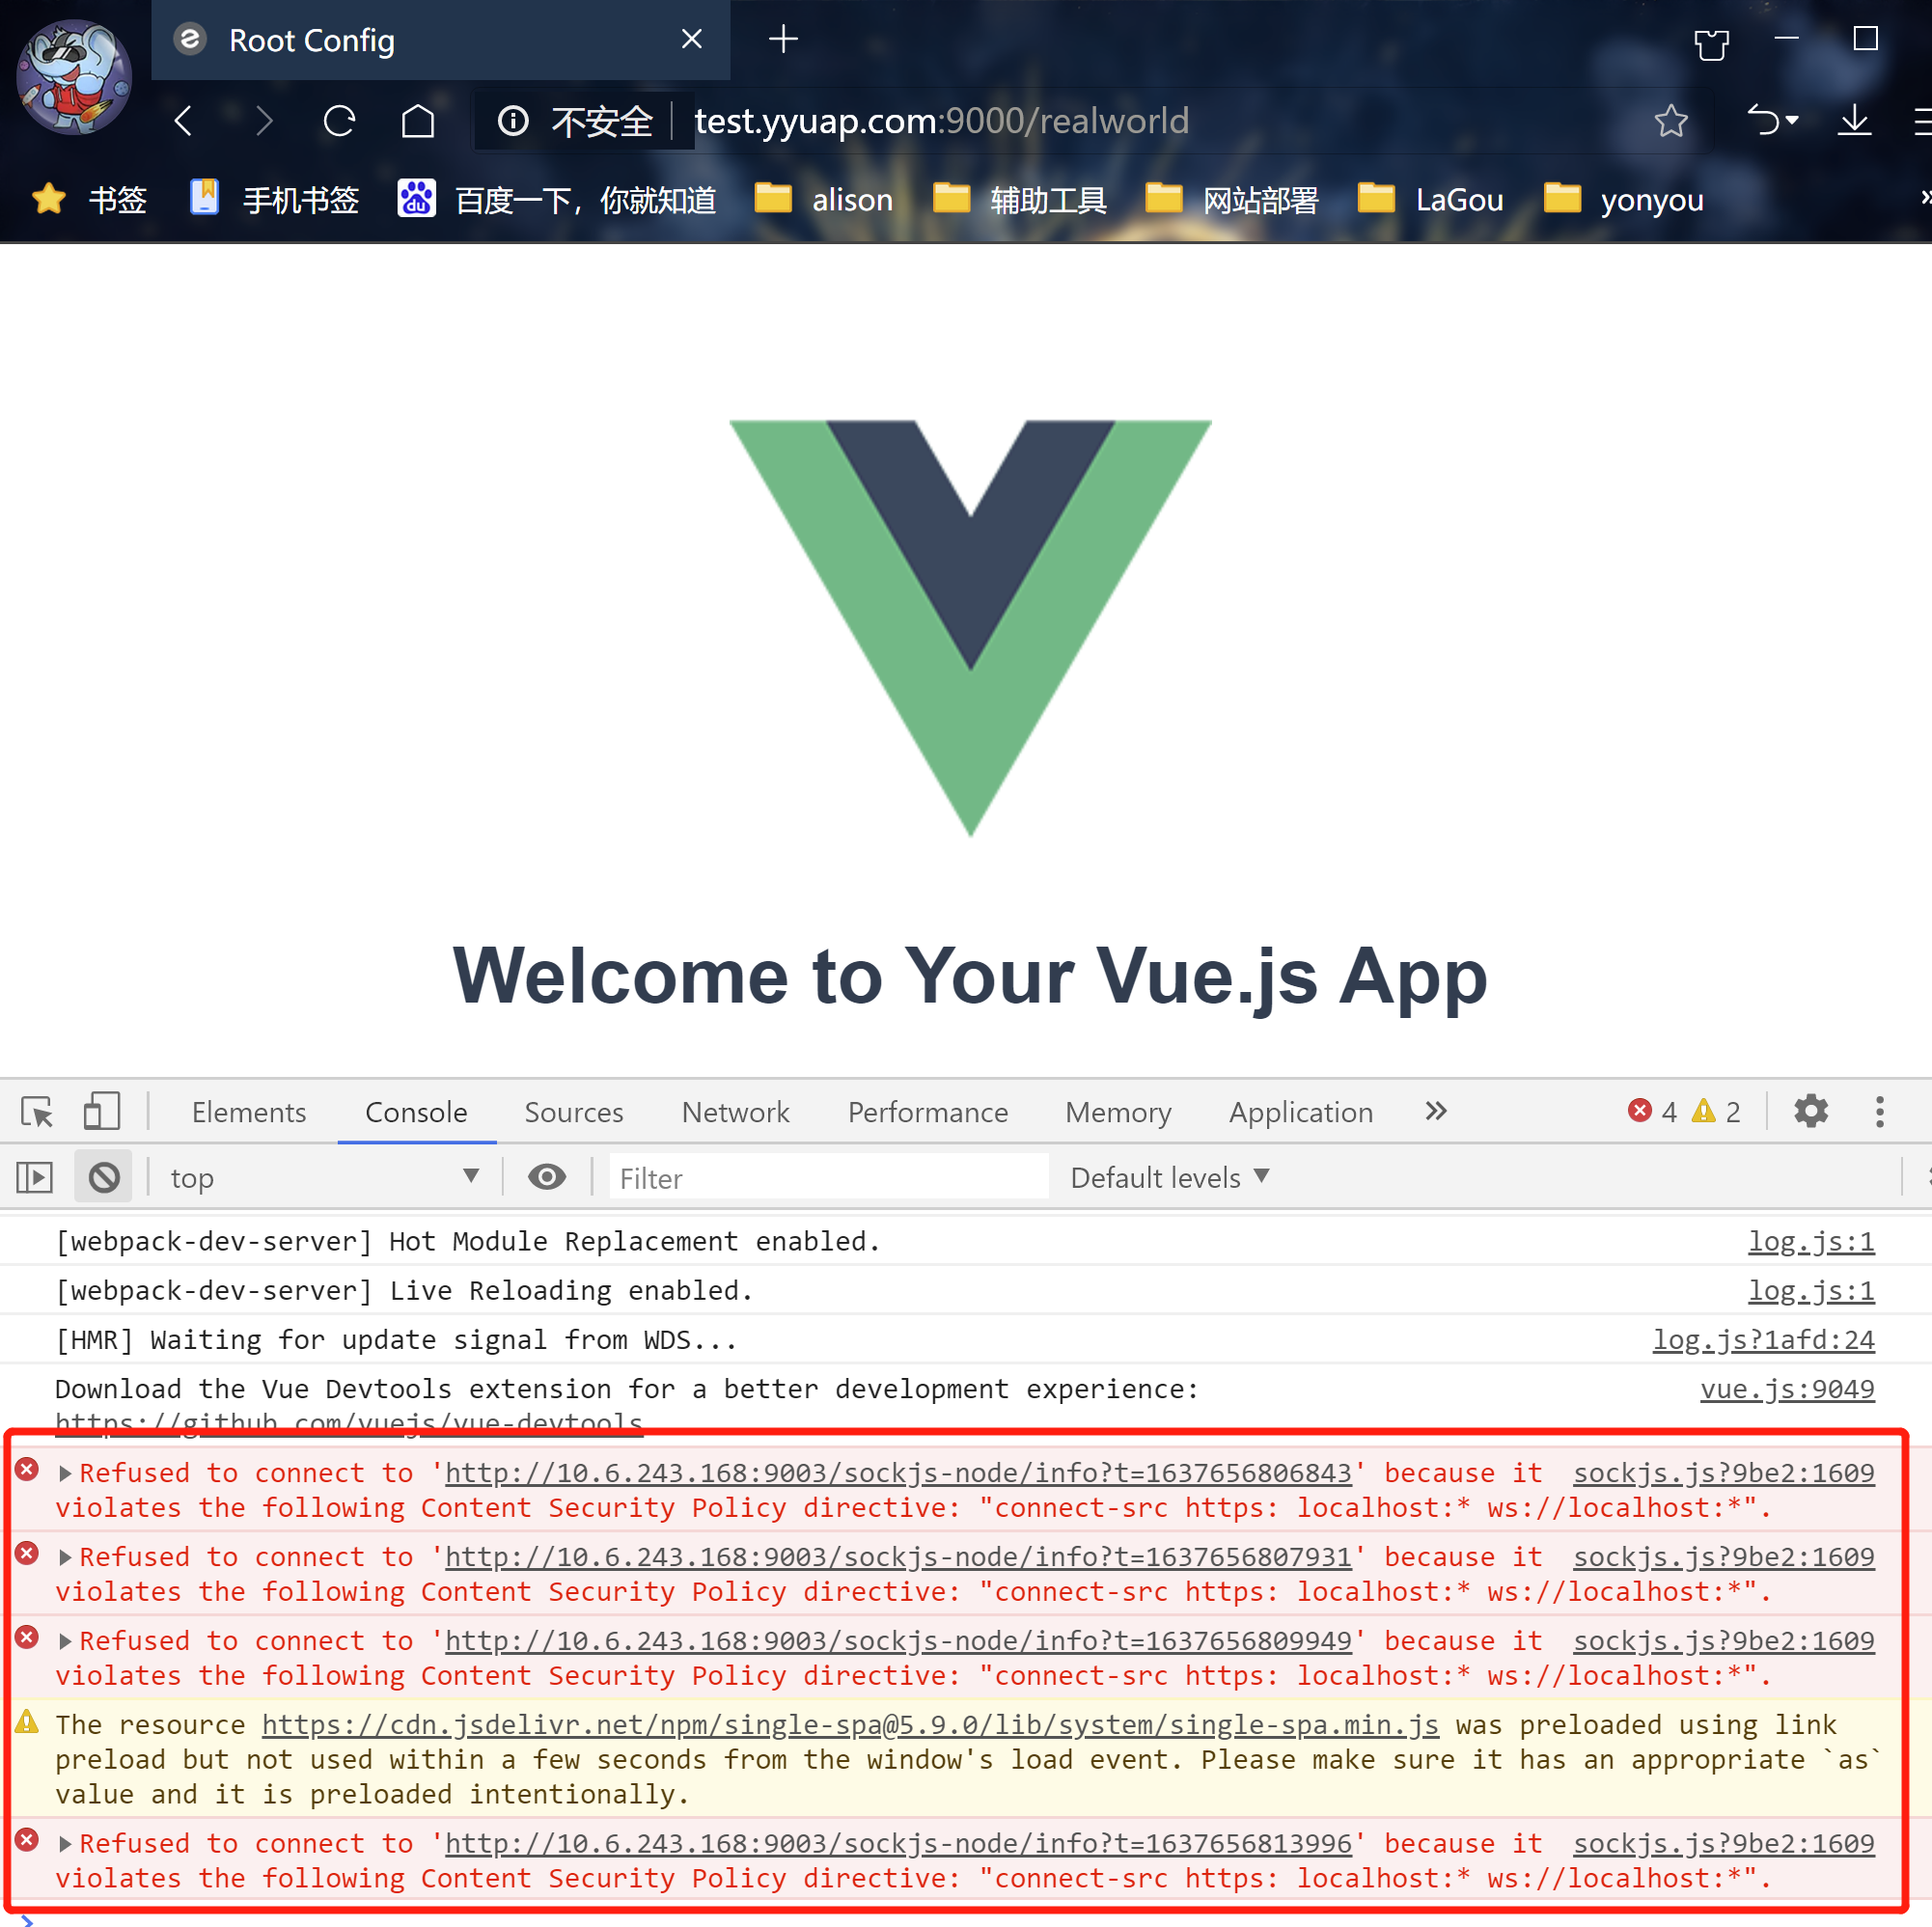 Root Config
不安全 test.yyuap.com:9000/realworld
书签 手机书签 百度一下，你就知道 alison 辅助工具 网站部署 LaGou yonyou
Welcome to Your Vue.js App
Elements Console Sources Network Performance Memory Application 4 2
top Filter Default levels
[webpack-dev-server] Hot Module Replacement enabled. log.js:1
[webpack-dev-server] Live Reloading enabled. log.js:1
[HMR] Waiting for update signal from WDS... log.js?1afd:24
Download the Vue Devtools extension for a better development experience: vue.js:9049
https://github.com/vuejs/vue-devtools
Refused to connect to 'http://10.6.243.168:9003/sockjs-node/info?t=1637656806843' because it sockjs.js?9be2:1609
violates the following Content Security Policy directive: "connect-src https: localhost:* ws://localhost:*".
Refused to connect to 'http://10.6.243.168:9003/sockjs-node/info?t=1637656807931' because it sockjs.js?9be2:1609
violates the following Content Security Policy directive: "connect-src https: localhost:* ws://localhost:*".
Refused to connect to 'http://10.6.243.168:9003/sockjs-node/info?t=1637656809949' because it sockjs.js?9be2:1609
violates the following Content Security Policy directive: "connect-src https: localhost:* ws://localhost:*".
The resource https://cdn.jsdelivr.net/npm/single-spa@5.9.0/lib/system/single-spa.min.js was preloaded using link
preload but not used within a few seconds from the window's load event. Please make sure it has an appropriate `as`
value and it is preloaded intentionally.
Refused to connect to 'http://10.6.243.168:9003/sockjs-node/info?t=1637656813996' because it sockjs.js?9be2:1609
violates the following Content Security Policy directive: "connect-src https: localhost:* ws://localhost:*".